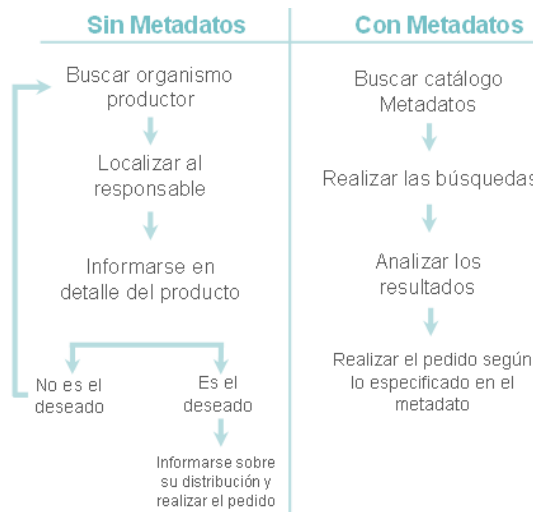 Sin Metadatos
Buscar organismo
productor
Localizar al
responsable
Informarse en
detalle del producto
No es el
deseado
Es el
deseado
Informarse sobre
su distribución y
realizar el pedido
Con Metadatos
Buscar catálogo
Metadatos
Realizar las búsquedas
Analizar los
resultados
Realizar el pedido según
lo especificado en el
metadato